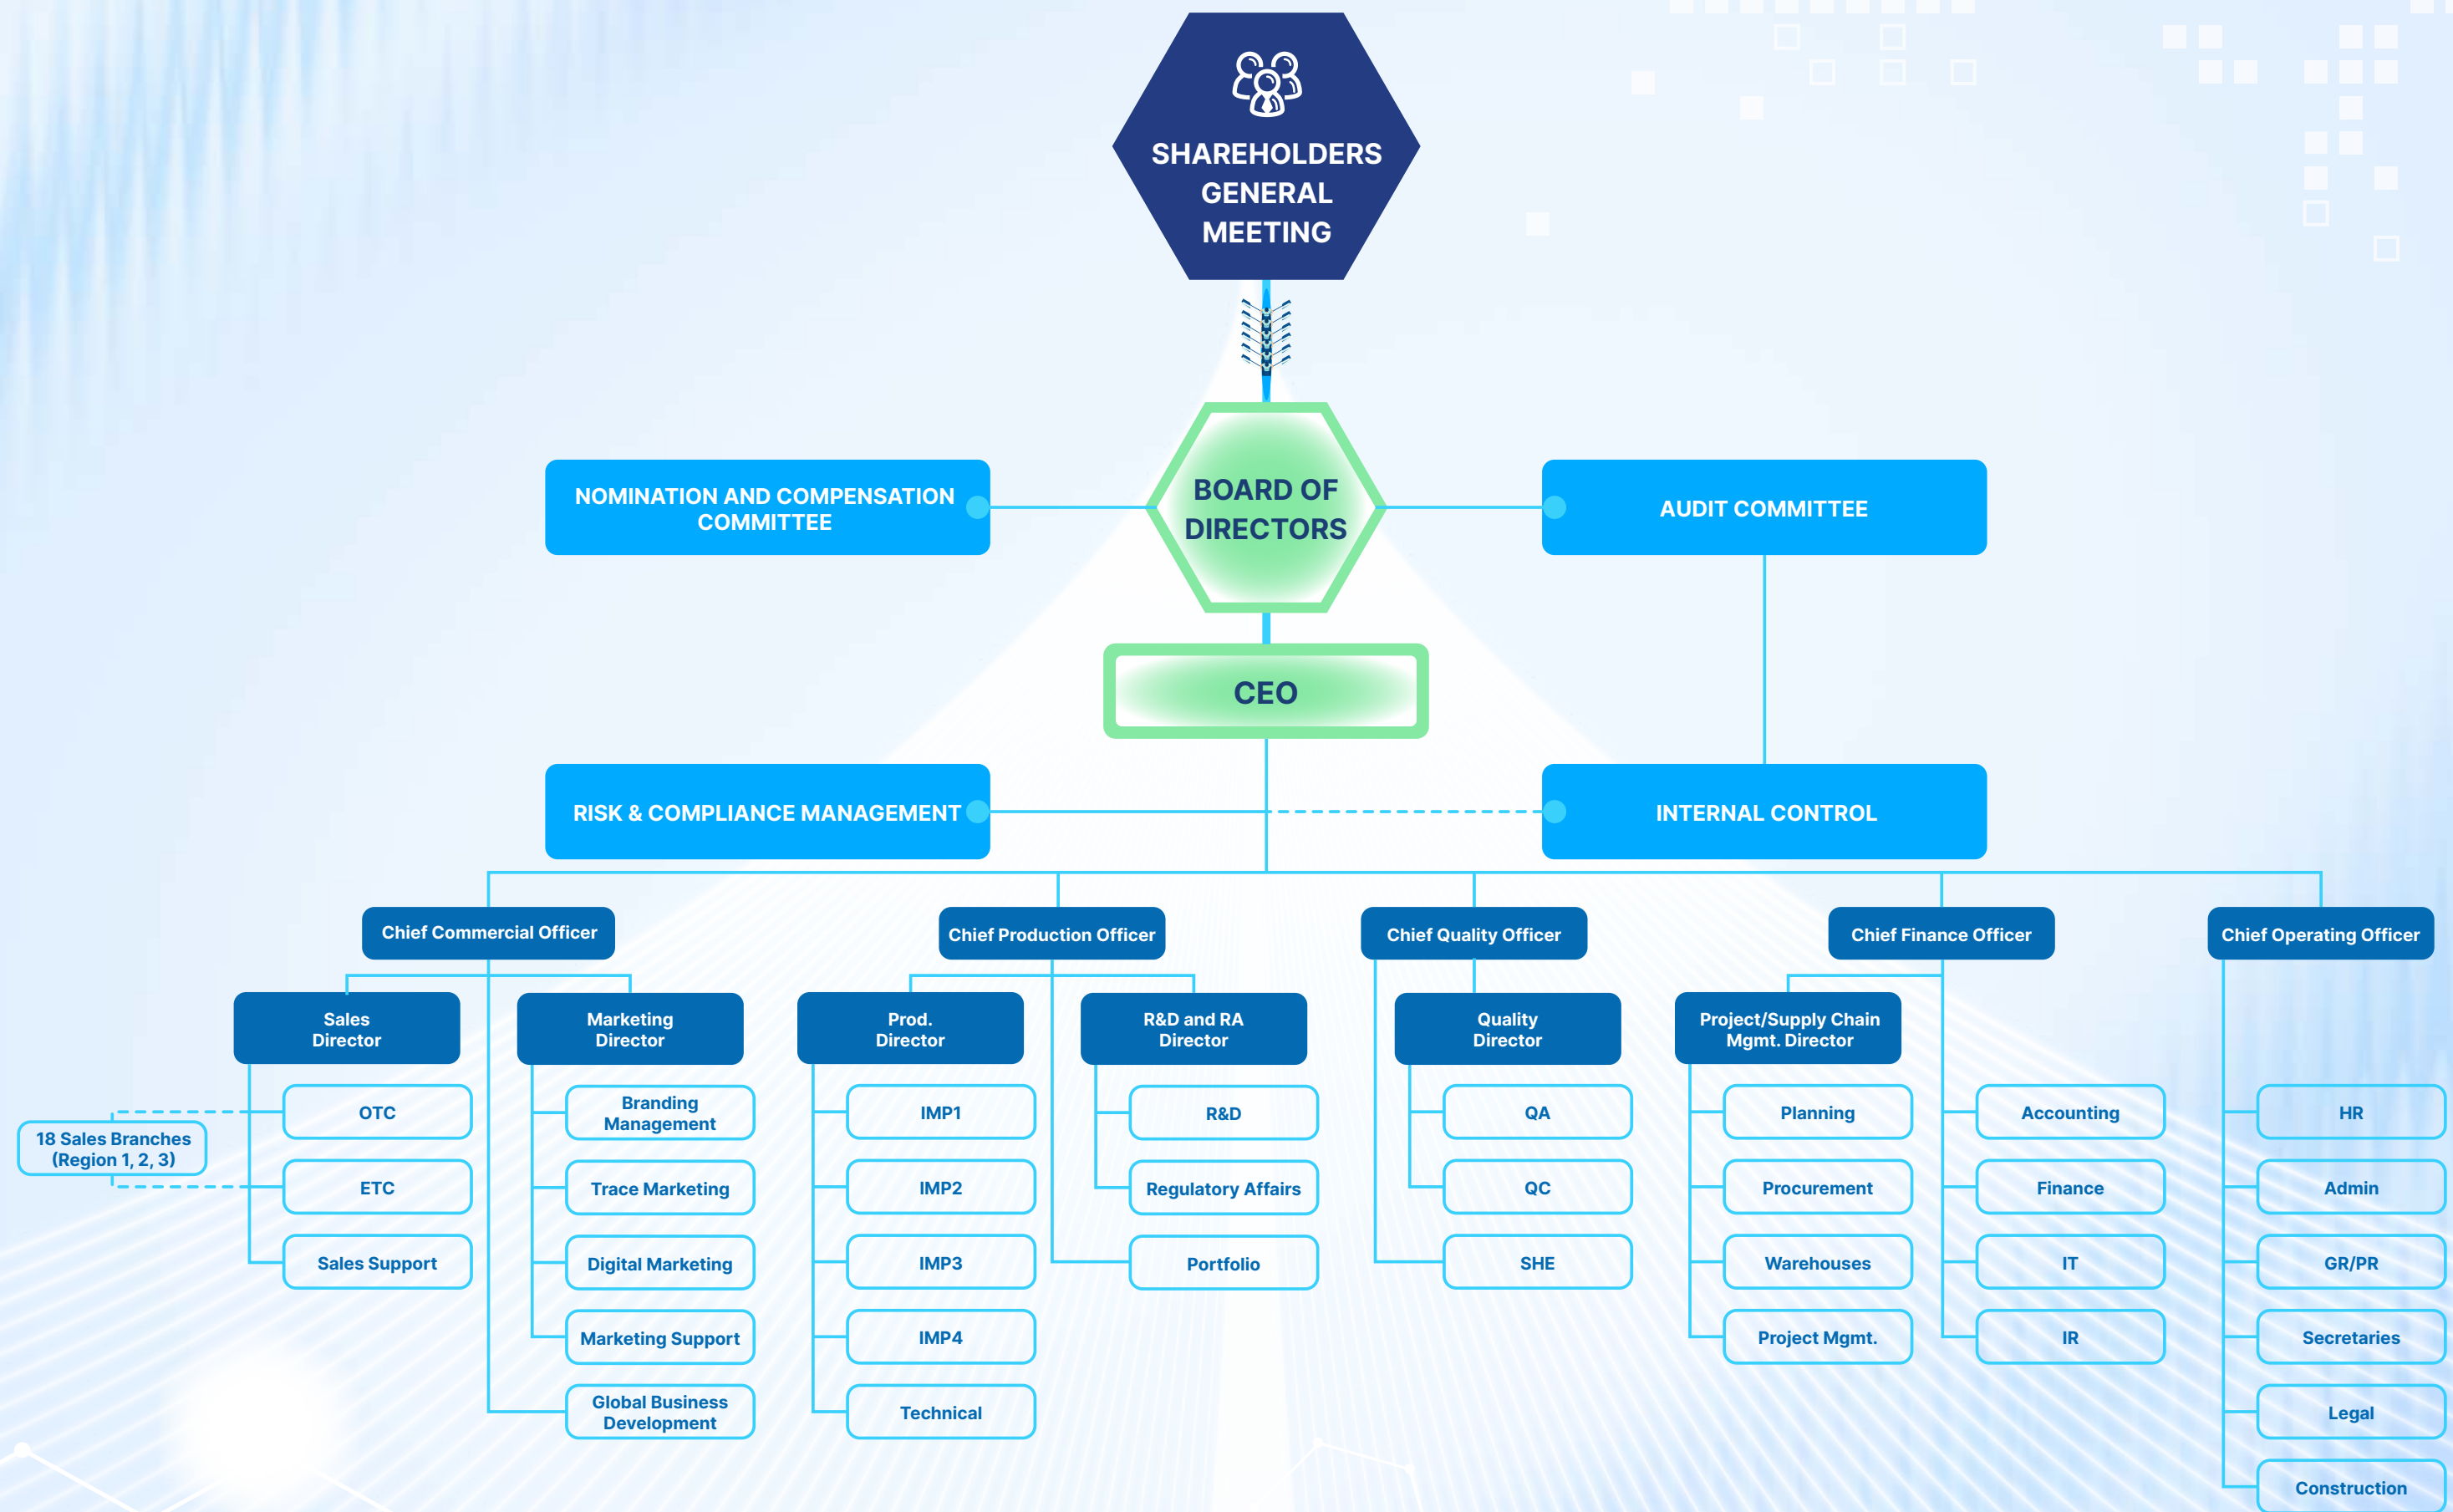 SHAREHOLDERS
GENERAL
MEETING
NOMINATION AND COMPENSATION
COMMITTEE
BOARD OF
DIRECTORS
AUDIT COMMITTEE
CEO
RISK & COMPLIANCE MANAGEMENT
INTERNAL CONTROL
Chief Commercial Officer
Chief Production Officer
Chief Quality Officer
Chief Finance Officer
Chief Operating Officer
Sales
Director
Marketing
Director
Prod.
Director
R&D and RA
Director
Quality
Director
Project/Supply Chain
Mgmt. Director
18 Sales Branches
(Region 1, 2, 3)
OTC
ETC
Sales Support
Branding
Management
Trace Marketing
Digital Marketing
Marketing Support
Global Business
Development
IMP1
IMP2
IMP3
IMP4
Technical
R&D
Regulatory Affairs
Portfolio
QA
QC
SHE
Planning
Procurement
Warehouses
Project Mgmt.
Accounting
Finance
IT
IR
HR
Admin
GR/PR
Secretaries
Legal
Construction